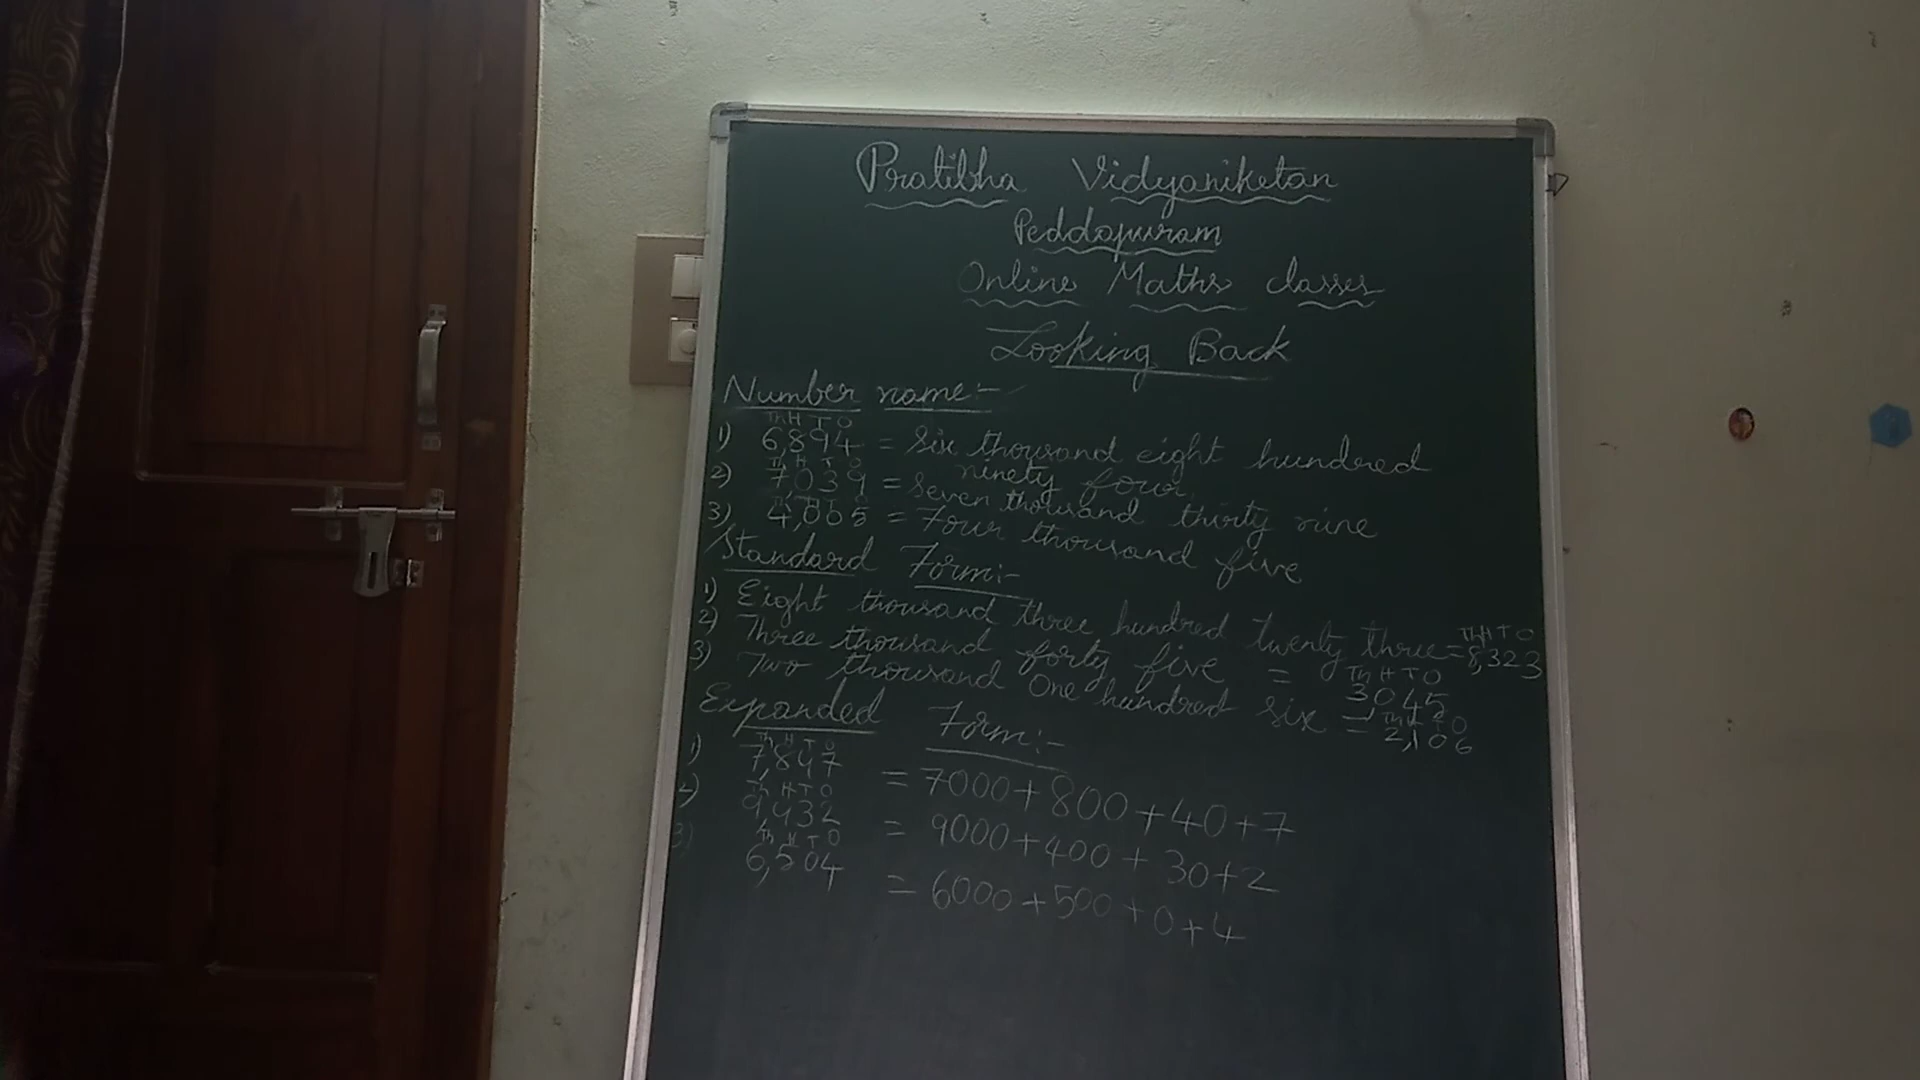 Pratibha Vidyaniketan
Peddapuram
Online Maths classes
Looking Back
Number name:-
Th H T O
1) 6,894 = Six thousand eight hundred
ninety four
Th H T O
2) 7,039 = Seven thousand thirty nine
Th H T O
3) 4,005 = Four thousand five
Standard Form:-
Th H T O
1) Eight thousand three hundred twenty three = 8,323
Th H T O
2) Three thousand forty five = 3045
Th H T O
3) Two thousand One hundred six = 2,106
Expanded Form:-
Th H T O
1) 7,847 = 7000+800+40+7
Th H T O
2) 9,432 = 9000+400+30+2
Th H T O
3) 6,504 = 6000+500+0+4